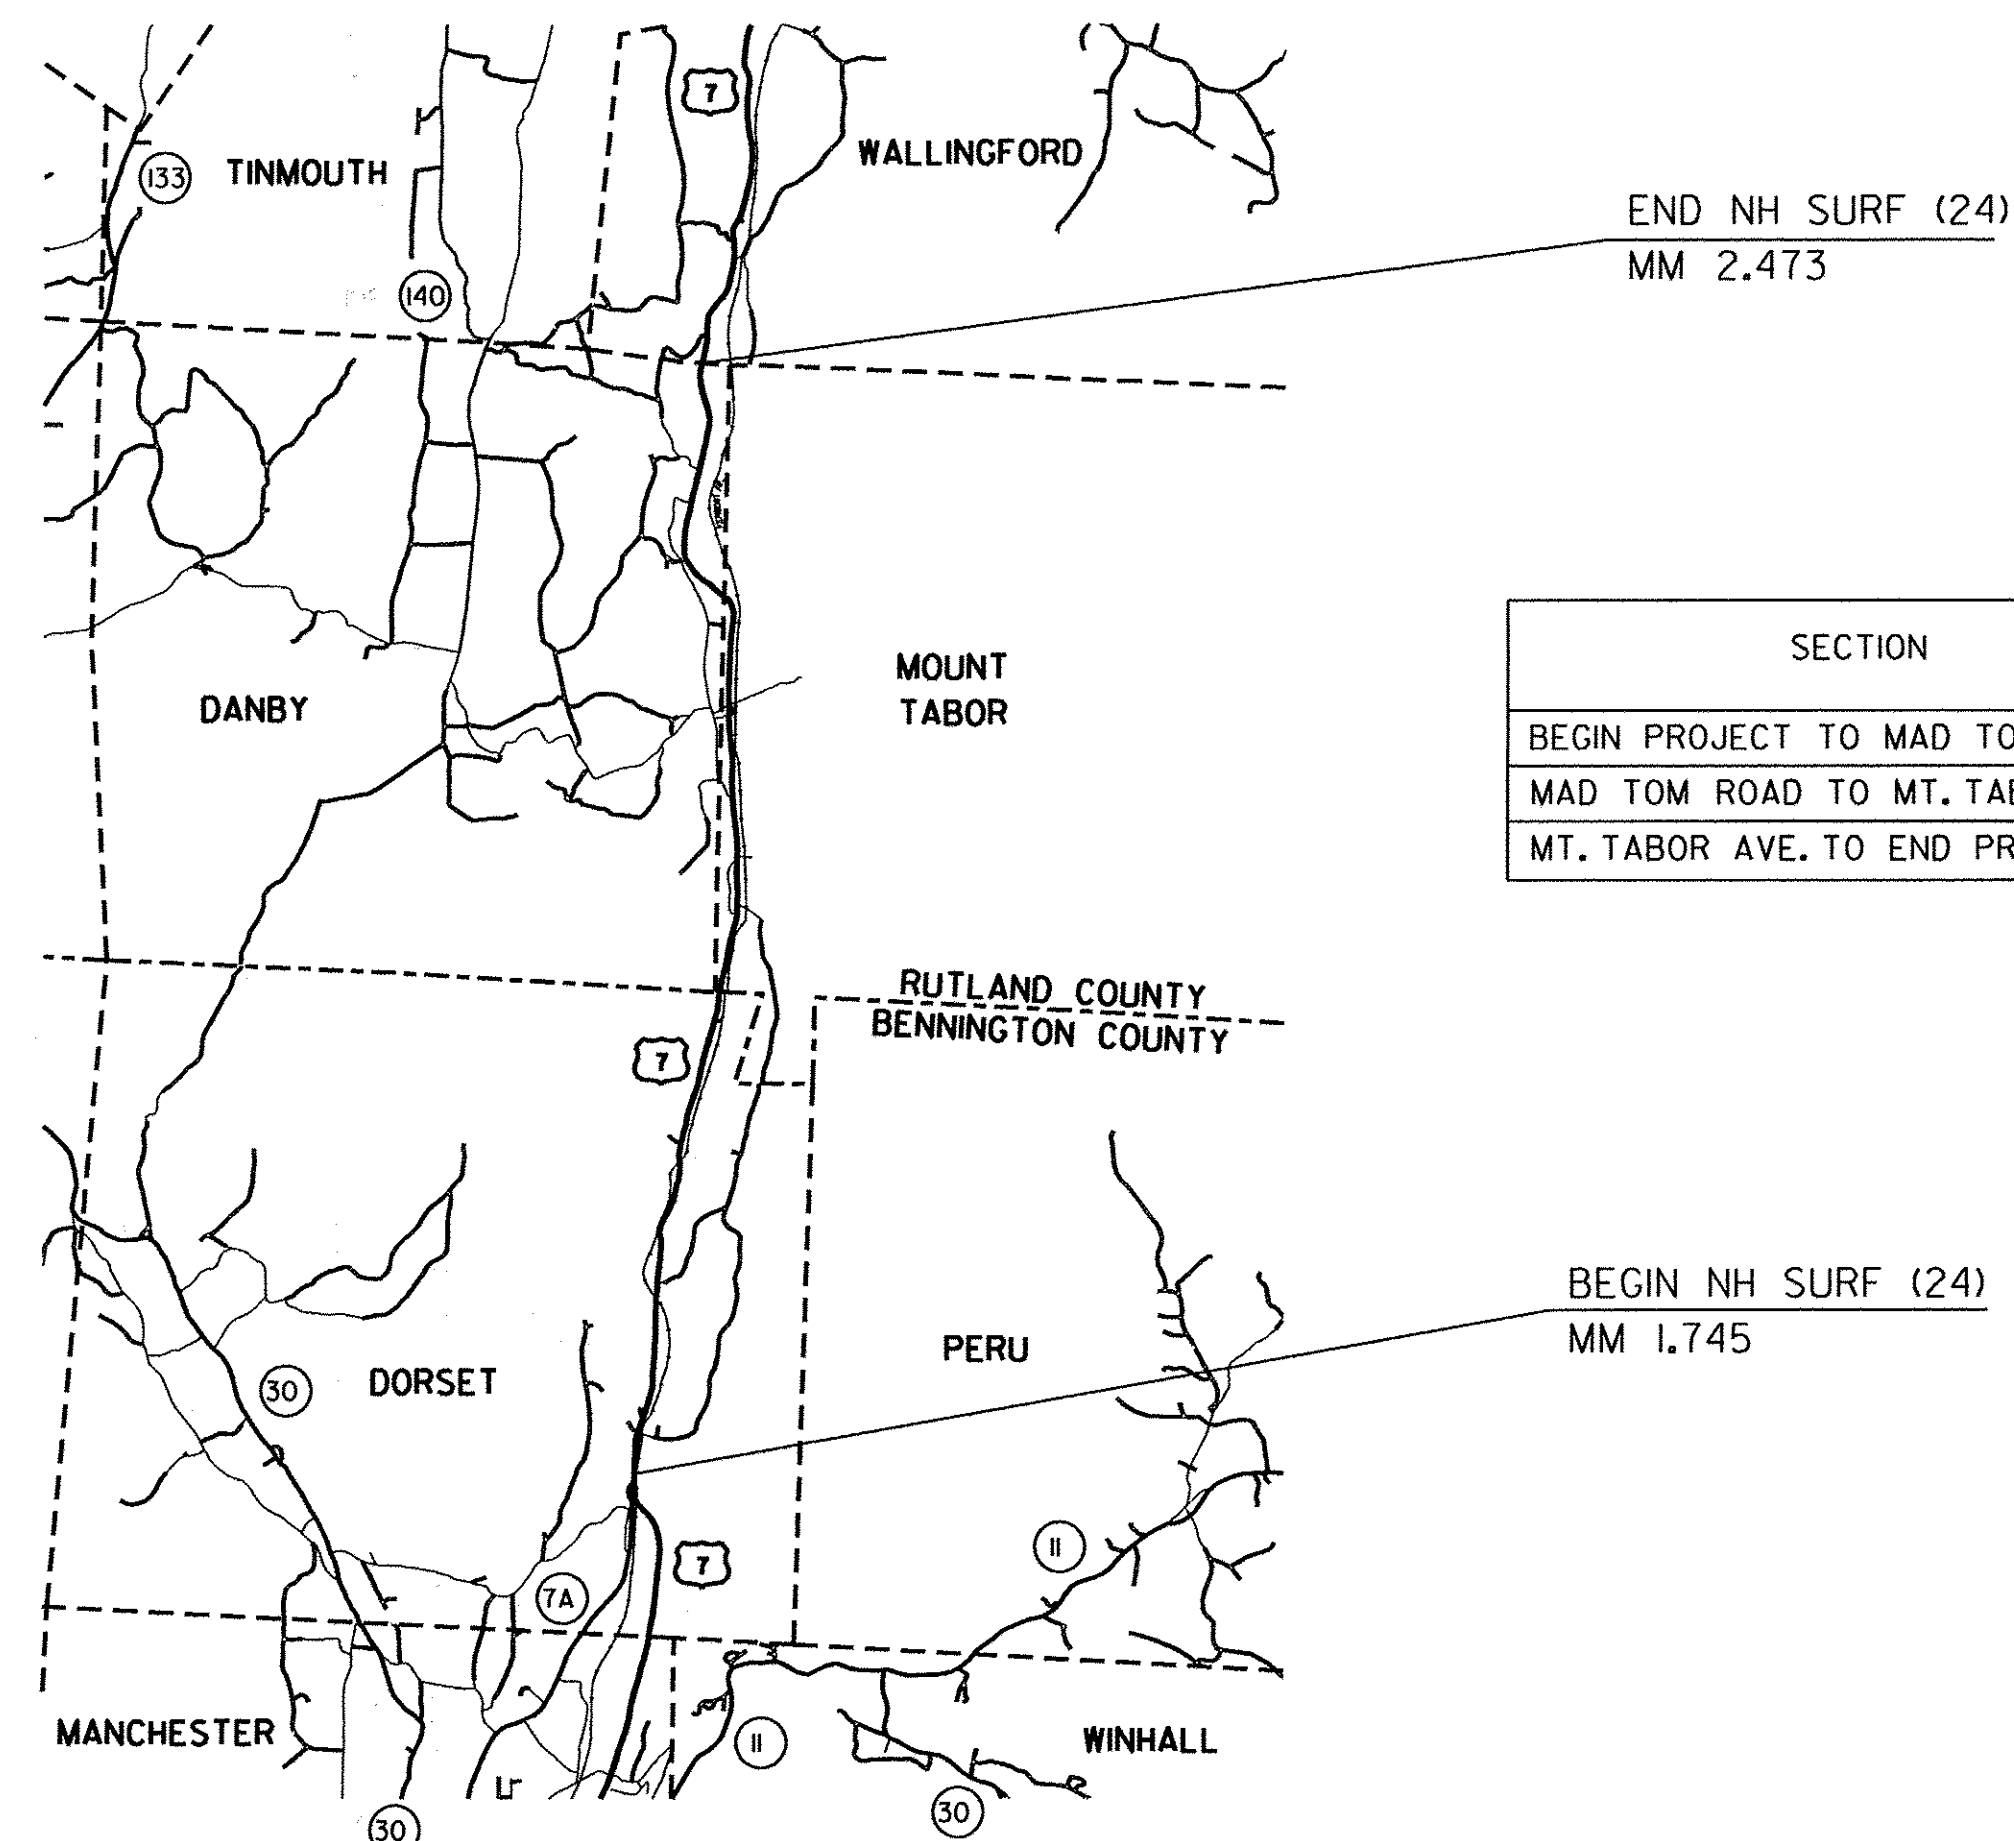 7
133
TINMOUTH
WALLINGFORD
END NH SURF (24)
MM 2.473
140
SECTION
DANBY
MOUNT
TABOR
BEGIN PROJECT TO MAD TO
MAD TOM ROAD TO MT. TAB
MT. TABOR AVE. TO END PR
RUTLAND COUNTY
BENNINGTON COUNTY
7
BEGIN NH SURF (24)
MM 1.745
PERU
30
DORSET
11
7
7A
MANCHESTER
11
WINHALL
30
30